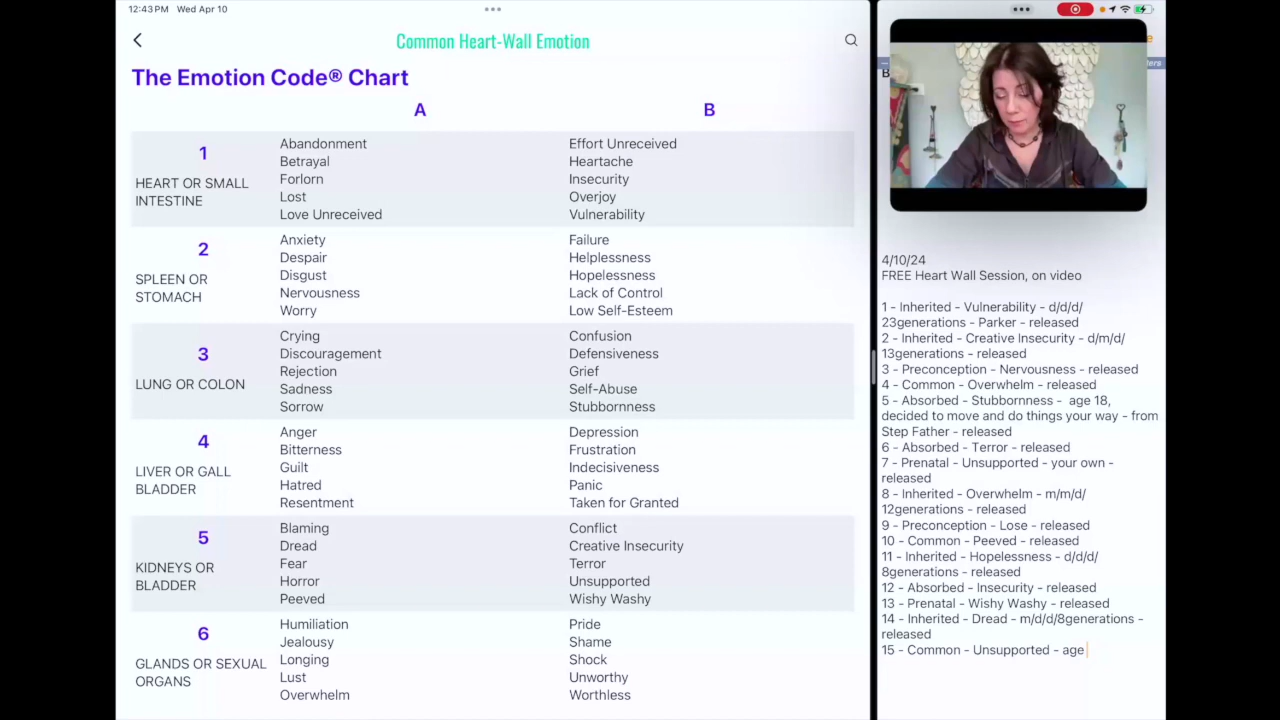 12:43 PM Wed Apr 10
Common Heart-Wall Emotion
The Emotion Code® Chart
A B
1
HEART OR SMALL
INTESTINE
Abandonment
Betrayal
Forlorn
Lost
Love Unreceived
Effort Unreceived
Heartache
Insecurity
Overjoy
Vulnerability
2
SPLEEN OR
STOMACH
Anxiety
Despair
Disgust
Nervousness
Worry
Failure
Helplessness
Hopelessness
Lack of Control
Low Self-Esteem
3
LUNG OR COLON
Crying
Discouragement
Rejection
Sadness
Sorrow
Confusion
Defensiveness
Grief
Self-Abuse
Stubbornness
4
LIVER OR GALL
BLADDER
Anger
Bitterness
Guilt
Hatred
Resentment
Depression
Frustration
Indecisiveness
Panic
Taken for Granted
5
KIDNEYS OR
BLADDER
Blaming
Dread
Fear
Horror
Peeved
Conflict
Creative Insecurity
Terror
Unsupported
Wishy Washy
6
GLANDS OR SEXUAL
ORGANS
Humiliation
Jealousy
Longing
Lust
Overwhelm
Pride
Shame
Shock
Unworthy
Worthless
4/10/24
FREE Heart Wall Session, on video
1 - Inherited - Vulnerability - d/d/d/
23generations - Parker - released
2 - Inherited - Creative Insecurity - d/m/d/
13generations - released
3 - Preconception - Nervousness - released
4 - Common - Overwhelm - released
5 - Absorbed - Stubbornness -  age 18,
decided to move and do things your way - from
Step Father - released
6 - Absorbed - Terror - released
7 - Prenatal - Unsupported - your own -
released
8 - Inherited - Overwhelm - m/m/d/
12generations - released
9 - Preconception - Lose - released
10 - Common - Peeved - released
11 - Inherited - Hopelessness - d/d/d/
8generations - released
12 - Absorbed - Insecurity - released
13 - Prenatal - Wishy Washy - released
14 - Inherited - Dread - m/d/d/8generations -
released
15 - Common - Unsupported - age